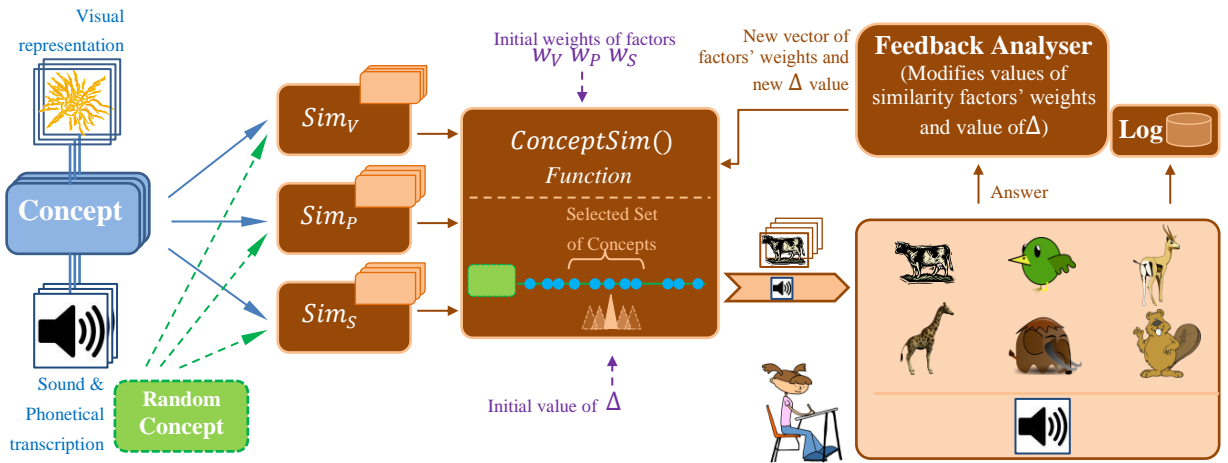 Visual
representation
Concept
Sound &
Phonetical
transcription
Random
Concept
Sim_V
Sim_P
Sim_S
Initial weights of factors
w_V w_P w_S
ConceptSim()
Function
Selected Set
of Concepts
Initial value of Δ
New vector of
factors’ weights and
new Δ value
Feedback Analyser
(Modifies values of
similarity factors’ weights
and value of Δ)
Log
Answer